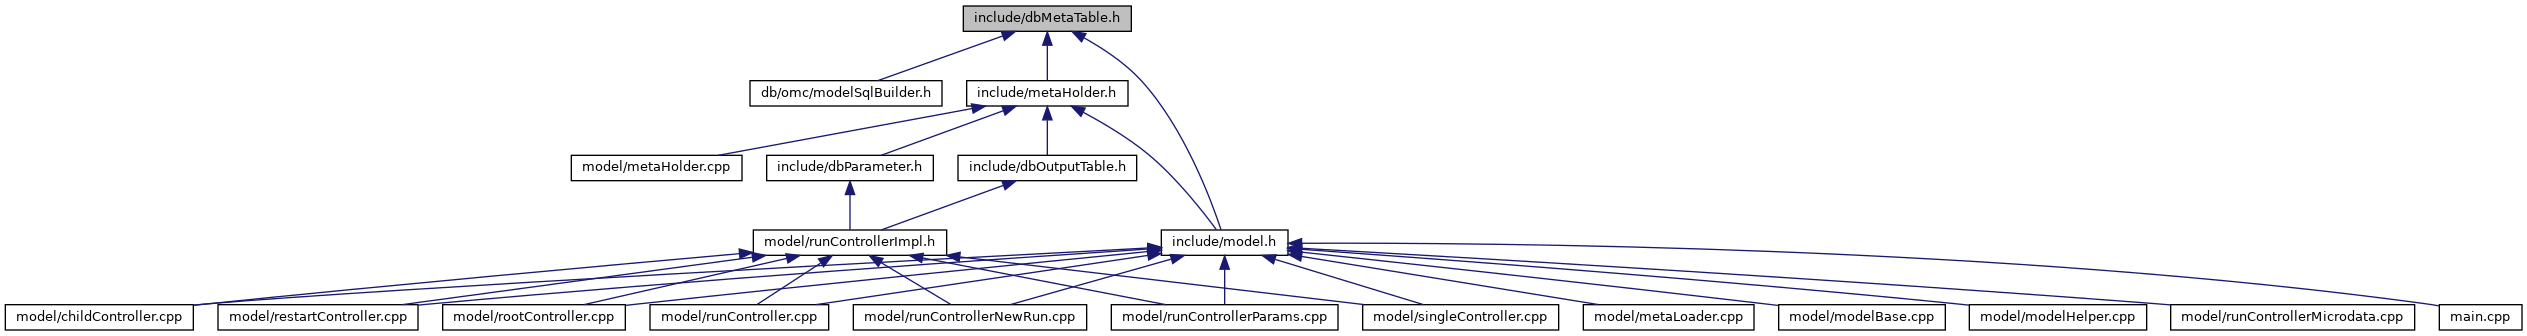 include/dbMetaTable.h
db/omc/modelSqlBuilder.h
include/metaHolder.h
model/metaHolder.cpp
include/dbParameter.h
include/dbOutputTable.h
model/runControllerImpl.h
include/model.h
model/childController.cpp
model/restartController.cpp
model/rootController.cpp
model/runController.cpp
model/runControllerNewRun.cpp
model/runControllerParams.cpp
model/singleController.cpp
model/metaLoader.cpp
model/modelBase.cpp
model/modelHelper.cpp
model/runControllerMicrodata.cpp
main.cpp